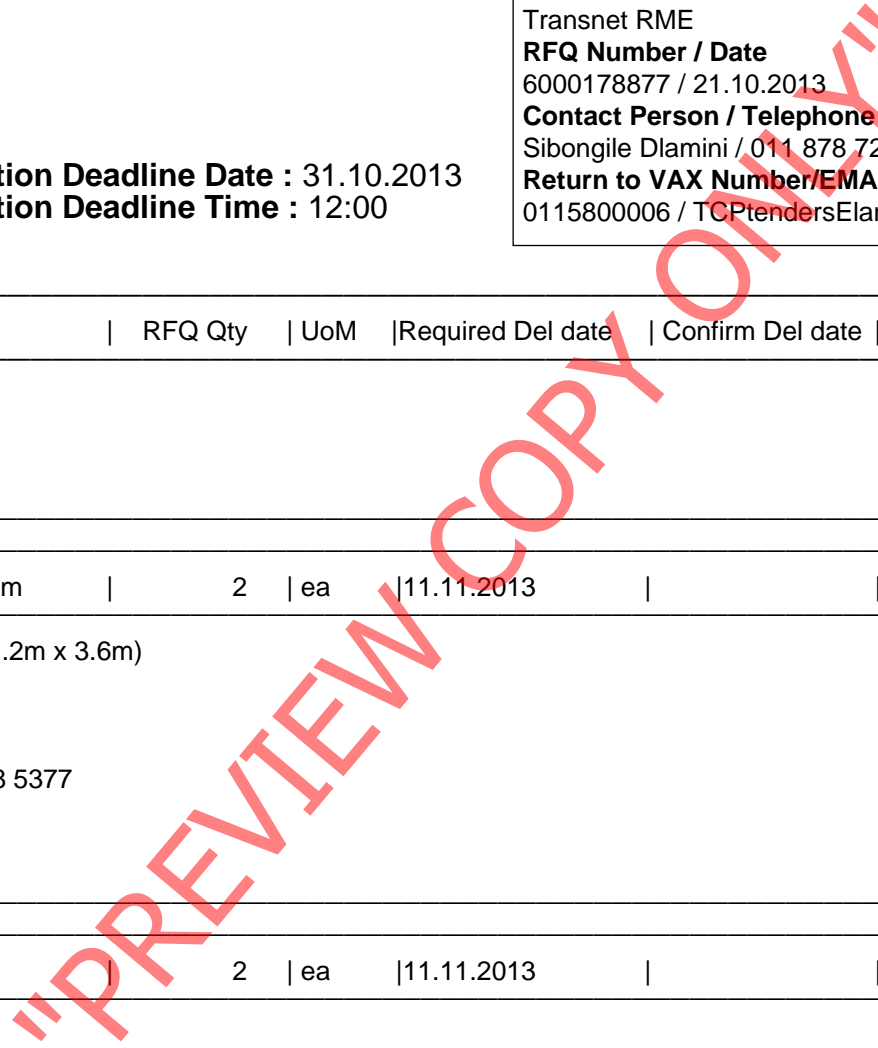 Transnet RME
RFQ Number / Date
6000178877 / 21.10.2013
Contact Person / Telephone
Sibongile Dlamini / 011 878 72
tion Deadline Date : 31.10.2013
Return to VAX Number/EMA
tion Deadline Time : 12:00
0115800006 / TCPtendersElan
| RFQ Qty | UoM |Required Del date | Confirm Del date |
m | 2 | ea |11.11.2013 | |
.2m x 3.6m)
5377
| 2 | ea |11.11.2013 | |
"PREVIEW COPY ONLY"